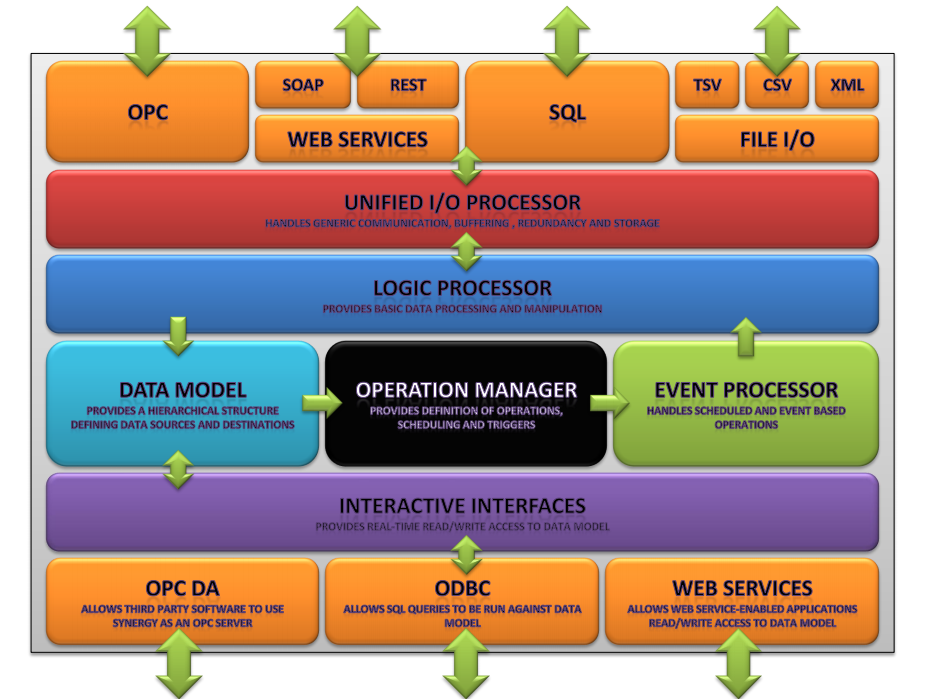 OPC
SOAP
REST
WEB SERVICES
SQL
TSV
CSV
XML
FILE I/O
UNIFIED I/O PROCESSOR
HANDLES GENERIC COMMUNICATION, BUFFERING , REDUNDANCY AND STORAGE
LOGIC PROCESSOR
PROVIDES BASIC DATA PROCESSING AND MANIPULATION
DATA MODEL
PROVIDES A HIERARCHICAL STRUCTURE
DEFINING DATA SOURCES AND DESTINATIONS
OPERATION MANAGER
PROVIDES DEFINITION OF OPERATIONS,
SCHEDULING AND TRIGGERS
EVENT PROCESSOR
HANDLES SCHEDULED AND EVENT BASED
OPERATIONS
INTERACTIVE INTERFACES
PROVIDES REAL-TIME READ/WRITE ACCESS TO DATA MODEL
OPC DA
ALLOWS THIRD PARTY SOFTWARE TO USE
SYNERGY AS AN OPC SERVER
ODBC
ALLOWS SQL QUERIES TO BE RUN AGAINST DATA
MODEL
WEB SERVICES
ALLOWS WEB SERVICE-ENABLED APPLICATIONS
READ/WRITE ACCESS TO DATA MODEL